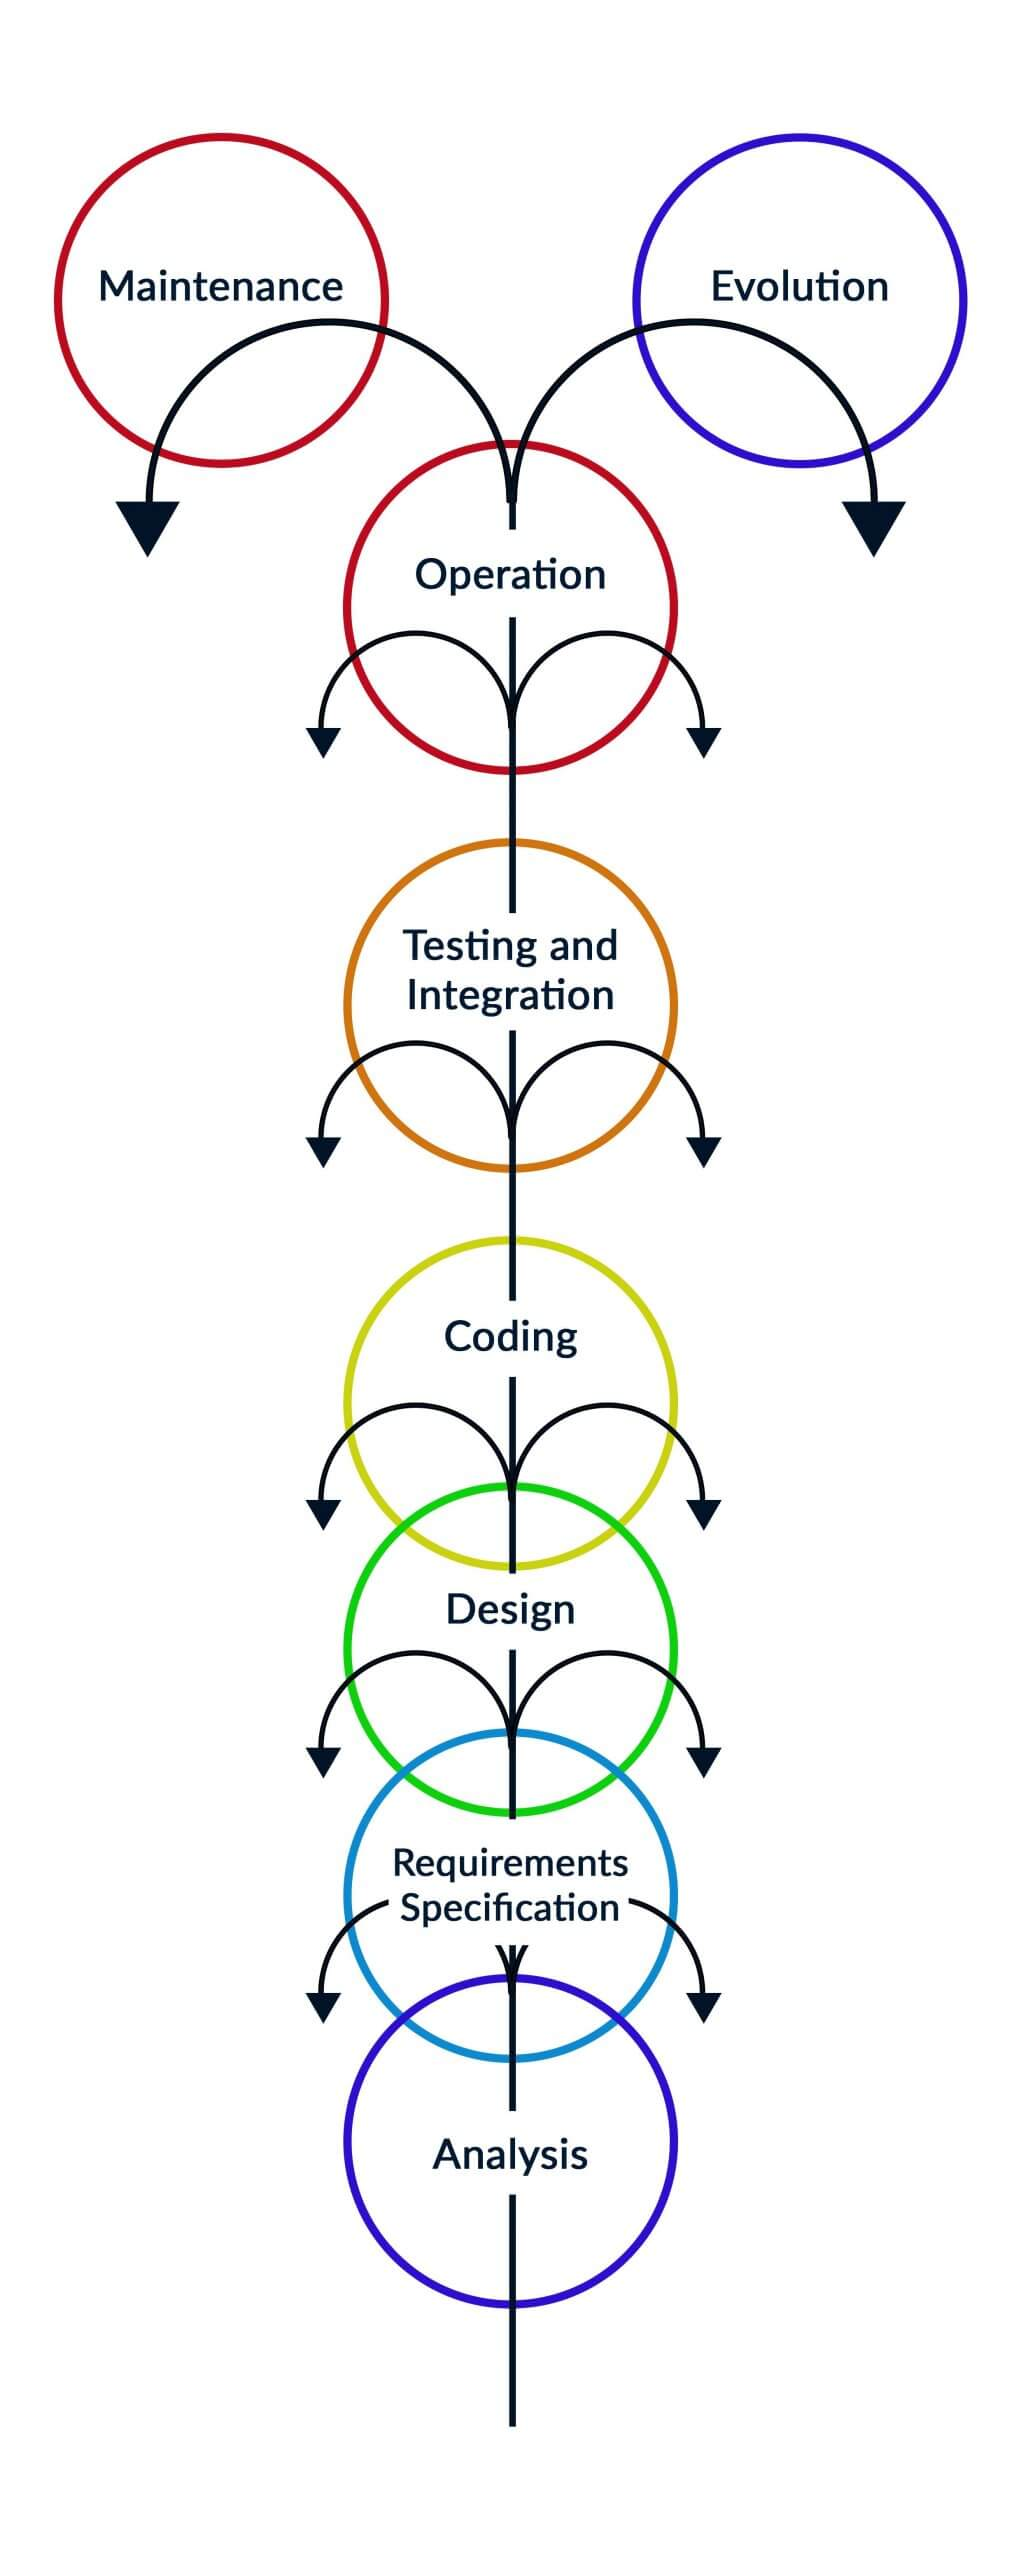 Maintenance
Evolution
Operation
Testing and
Integration
Coding
Design
Requirements
Specification
Analysis